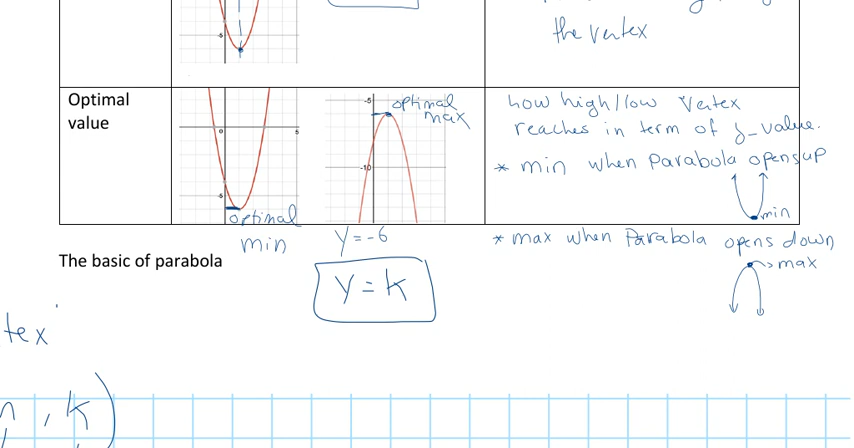 -5
the vertex
Optimal
value
0
5
-5
optimal
min
-5
optimal
max
-10
y = -6
y = k
how high/low vertex
reaches in term of y-value.
* min when parabola opens up
min
* max when Parabola opens down
max
The basic of parabola
tex
, k)